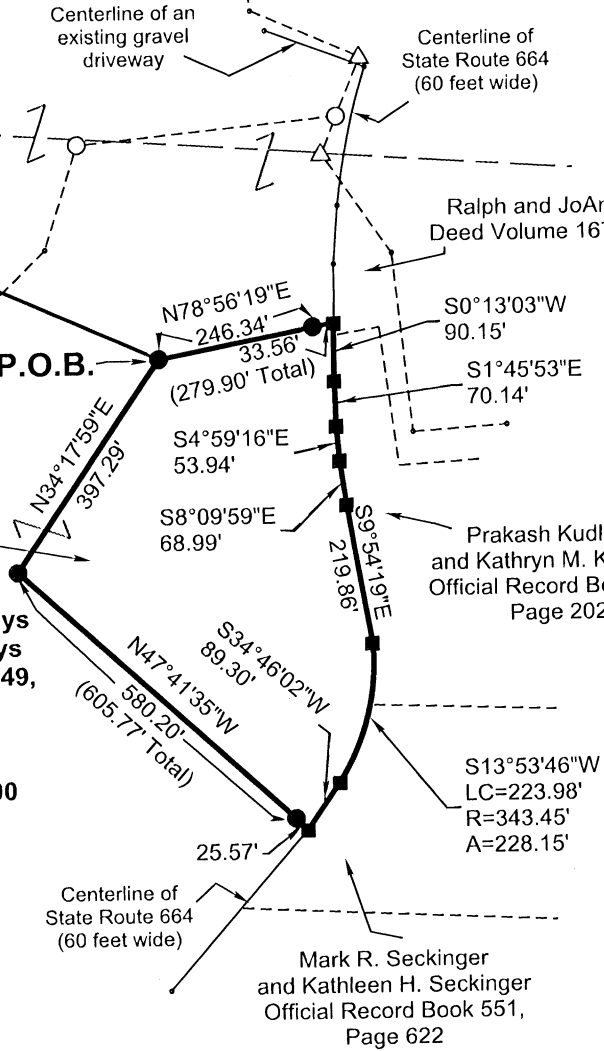 Centerline of an
existing gravel
driveway
Centerline of
State Route 664
(60 feet wide)
Ralph and JoAn
Deed Volume 167
N78°56'19"E
246.34'
33.56'
(279.90' Total)
S0°13'03"W
90.15'
P.O.B.
S1°45'53"E
70.14'
N34°17'59"E
397.29'
S4°59'16"E
53.94'
S8°09'59"E
68.99'
S9°54'19"E
219.86'
Prakash Kudl
and Kathryn M. K
Official Record Bo
Page 202
ys
ys
49,
N47°41'35"W
580.20'
(605.77' Total)
S34°46'02"W
89.30'
00
S13°53'46"W
LC=223.98'
R=343.45'
A=228.15'
25.57'
Centerline of
State Route 664
(60 feet wide)
Mark R. Seckinger
and Kathleen H. Seckinger
Official Record Book 551,
Page 622